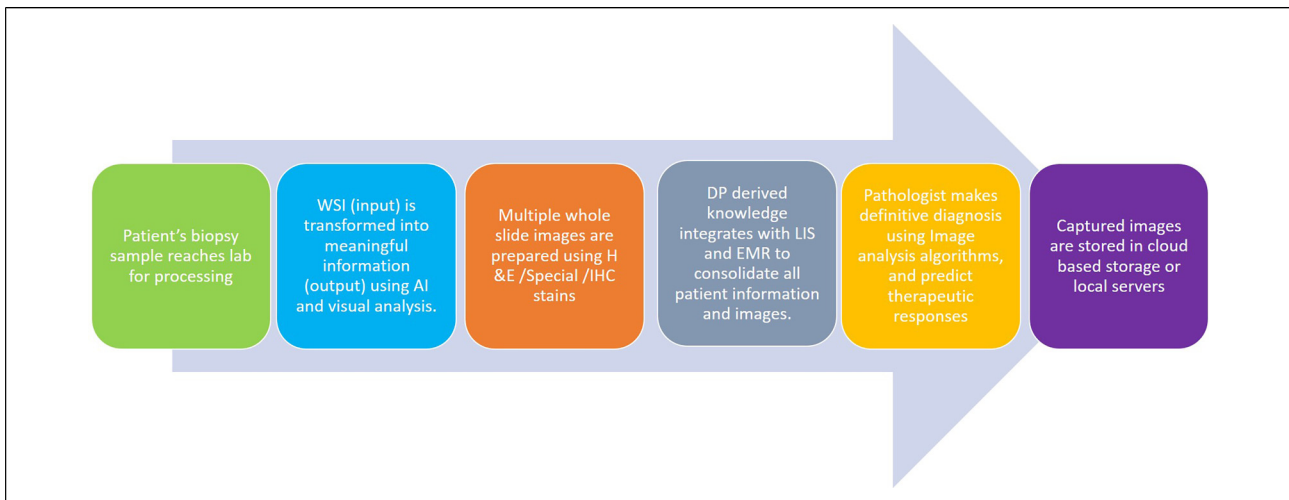 Patient’s biopsy
sample reaches lab
for processing
WSI (input) is
transformed into
meaningful
information
(output) using AI
and visual analysis.
Multiple whole
slide images are
prepared using H
&E /Special /IHC
stains
DP derived
knowledge
integrates with LIS
and EMR to
consolidate all
patient information
and images.
Pathologist makes
definitive diagnosis
using Image
analysis algorithms,
and predict
therapeutic
responses
Captured images
are stored in cloud
based storage or
local servers